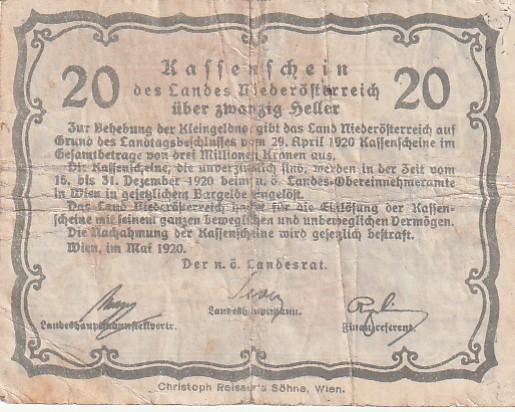 20 Kassenschein 20
des Landes Niederösterreich
über zwanzig Heller
Zur Behebung der Kleingeldnot gibt das Land Niederösterreich auf
Grund des Landtagsbeschlusses vom 29. April 1920 Kassenscheine im
Gesamtbetrage von drei Millionen Kronen aus.
Die Kassenscheine, die unverzinslich sind, werden in der Zeit vom
15. bis 31. Dezember 1920 beim n. ö. Landes-Obereinnehmeramte
in Wien in gesetzlichem Bargelde eingelöst.
Das Land Niederösterreich haftet für die Einlösung der Kassen-
scheine mit seinem ganzen beweglichen und unbeweglichen Vermögen.
Die Nachahmung der Kassenscheine wird gesetzlich bestraft.
Wien, im Mai 1920.
Der n. ö. Landesrat.
Landeshauptmannstellvertr. Landeshauptmann. Finanzreferent.
Christoph Reisser's Söhne, Wien.